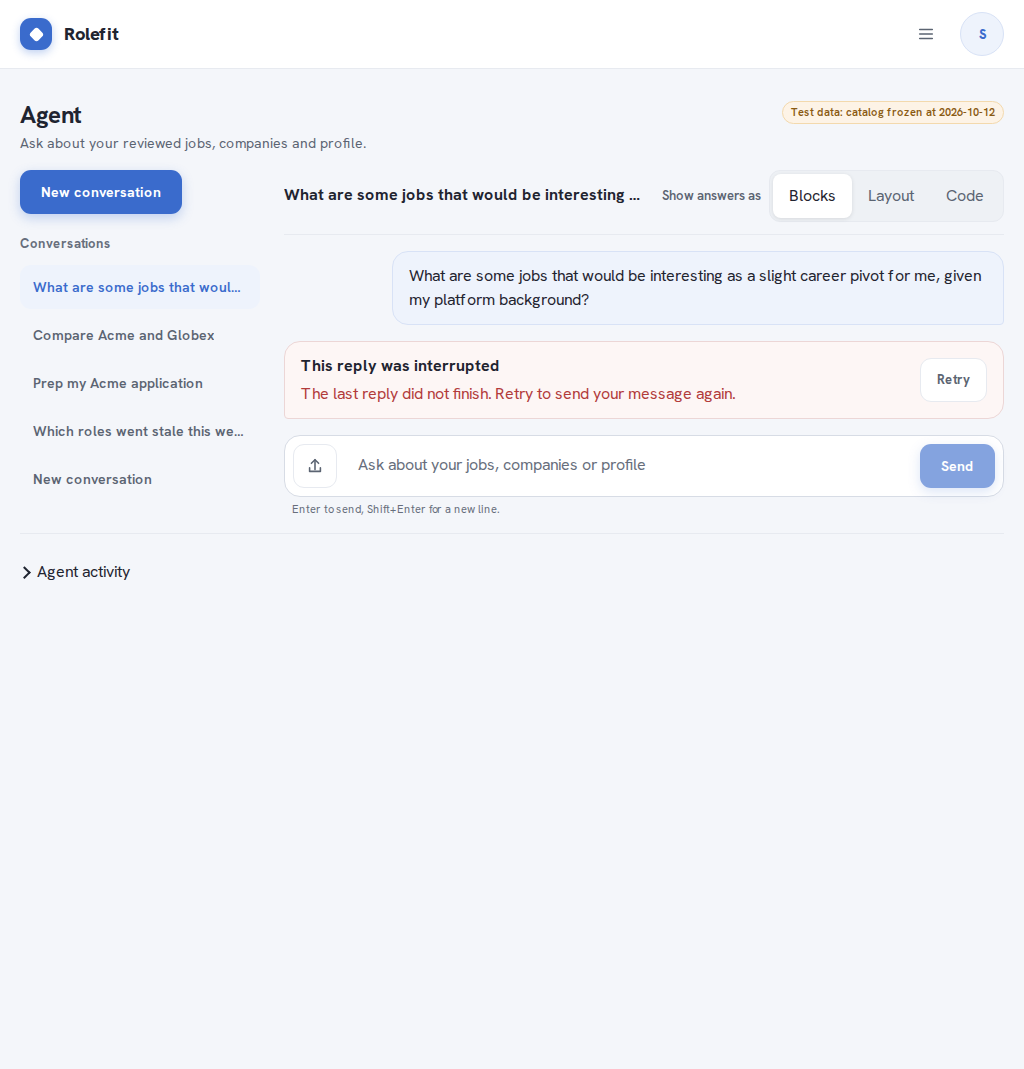 Rolefit
S
Agent
Test data: catalog frozen at 2026-10-12
Ask about your reviewed jobs, companies and profile.
New conversation
Conversations
What are some jobs that woul...
Compare Acme and Globex
Prep my Acme application
Which roles went stale this we...
New conversation
What are some jobs that would be interesting ...
Show answers as
Blocks
Layout
Code
What are some jobs that would be interesting as a slight career pivot for me, given
my platform background?
This reply was interrupted
The last reply did not finish. Retry to send your message again.
Retry
Ask about your jobs, companies or profile
Send
Enter to send, Shift+Enter for a new line.
Agent activity